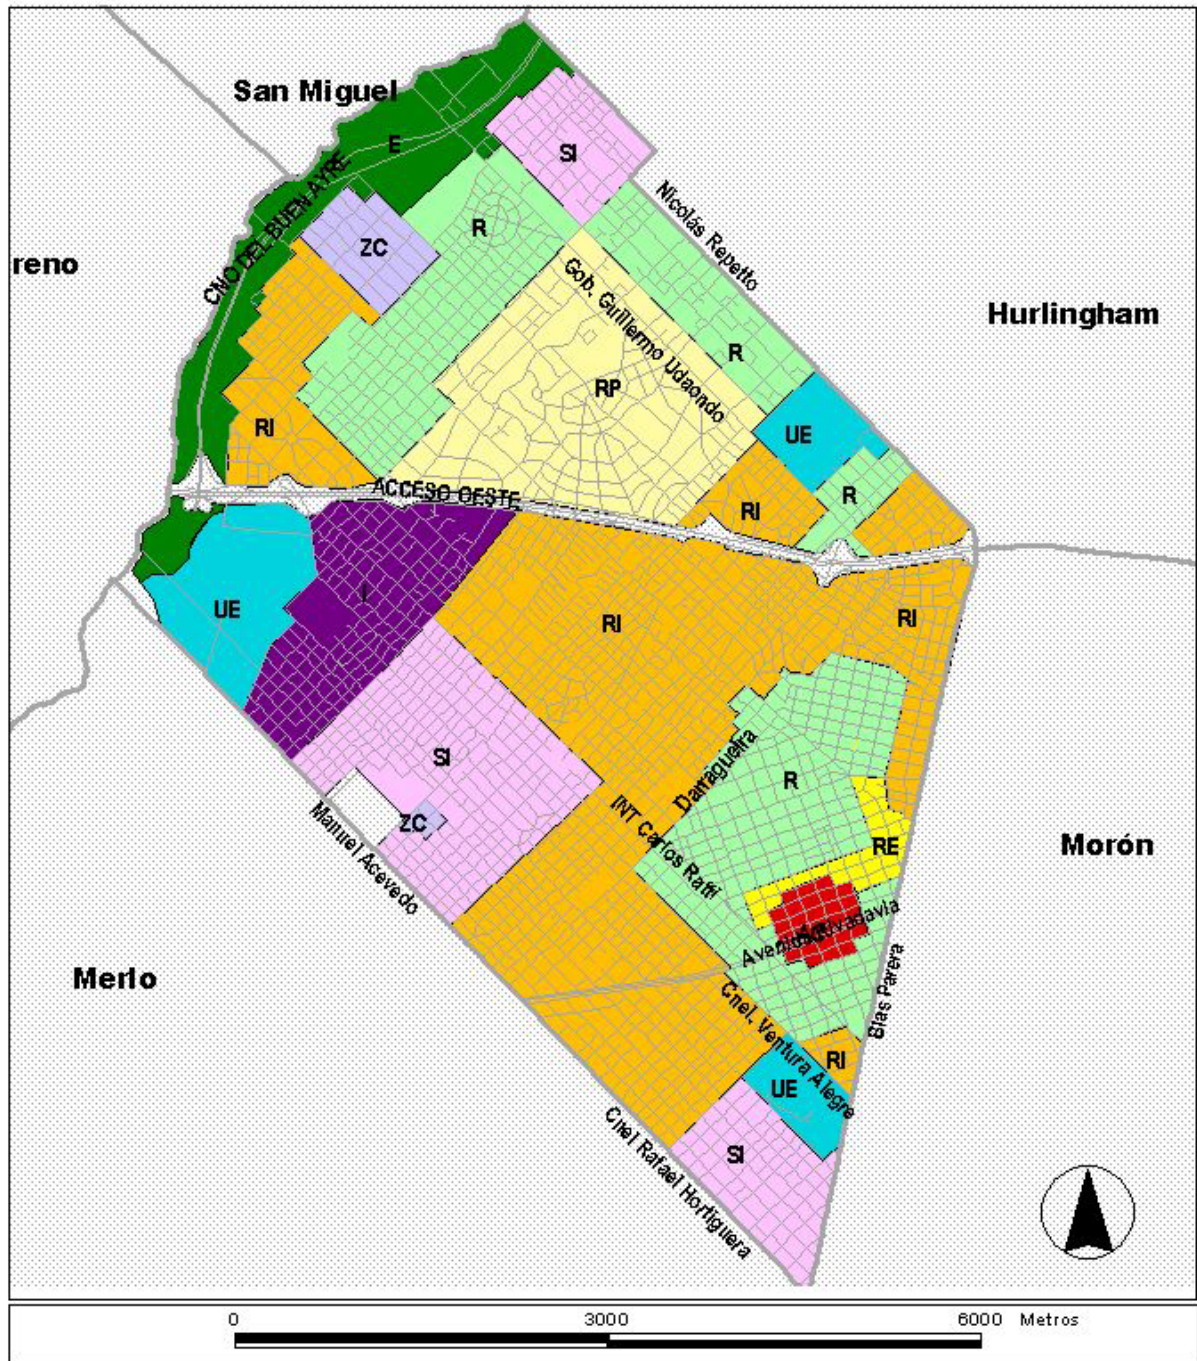 San Miguel
E
SI
CNO DEL BUEN AYRE
Nicolás Repetto
R
ZC
reno
Gob. Guillermo Udaondo
Hurlingham
R
RP
RI
UE
ACCESO OESTE
R
RI
I
UE
RI
RI
SI
Darragueira
R
INT Carlos Ratti
ZC
Manuel Acevedo
RE
Morón
Avenida Rivadavia
Merlo
Blas Parera
Cnel. Ventura Alegre
RI
UE
Cnel Rafael Hortiguera
SI
0 3000 6000 Metros